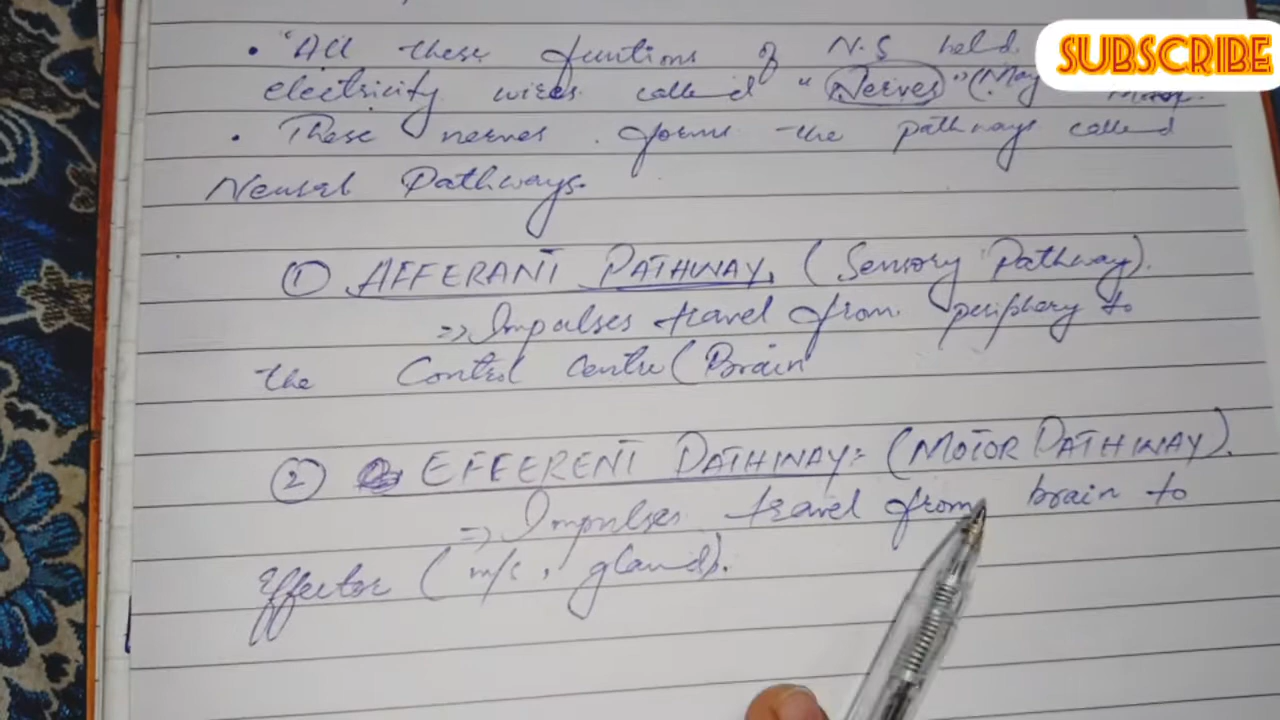 • "All these functions of N.S held
SUBSCRIBE
electricity wires called "Nerves" (May
• These nerves forms the pathways called
Neural Pathways.
① AFFERANT PATHWAY, (Sensory Pathway).
=> Impulses travel from periphery to
the Control Centre (Brain
② EFFERENT PATHWAY: (MOTOR PATHWAY).
=> Impulses travel from brain to
Effector (m/s, gland).